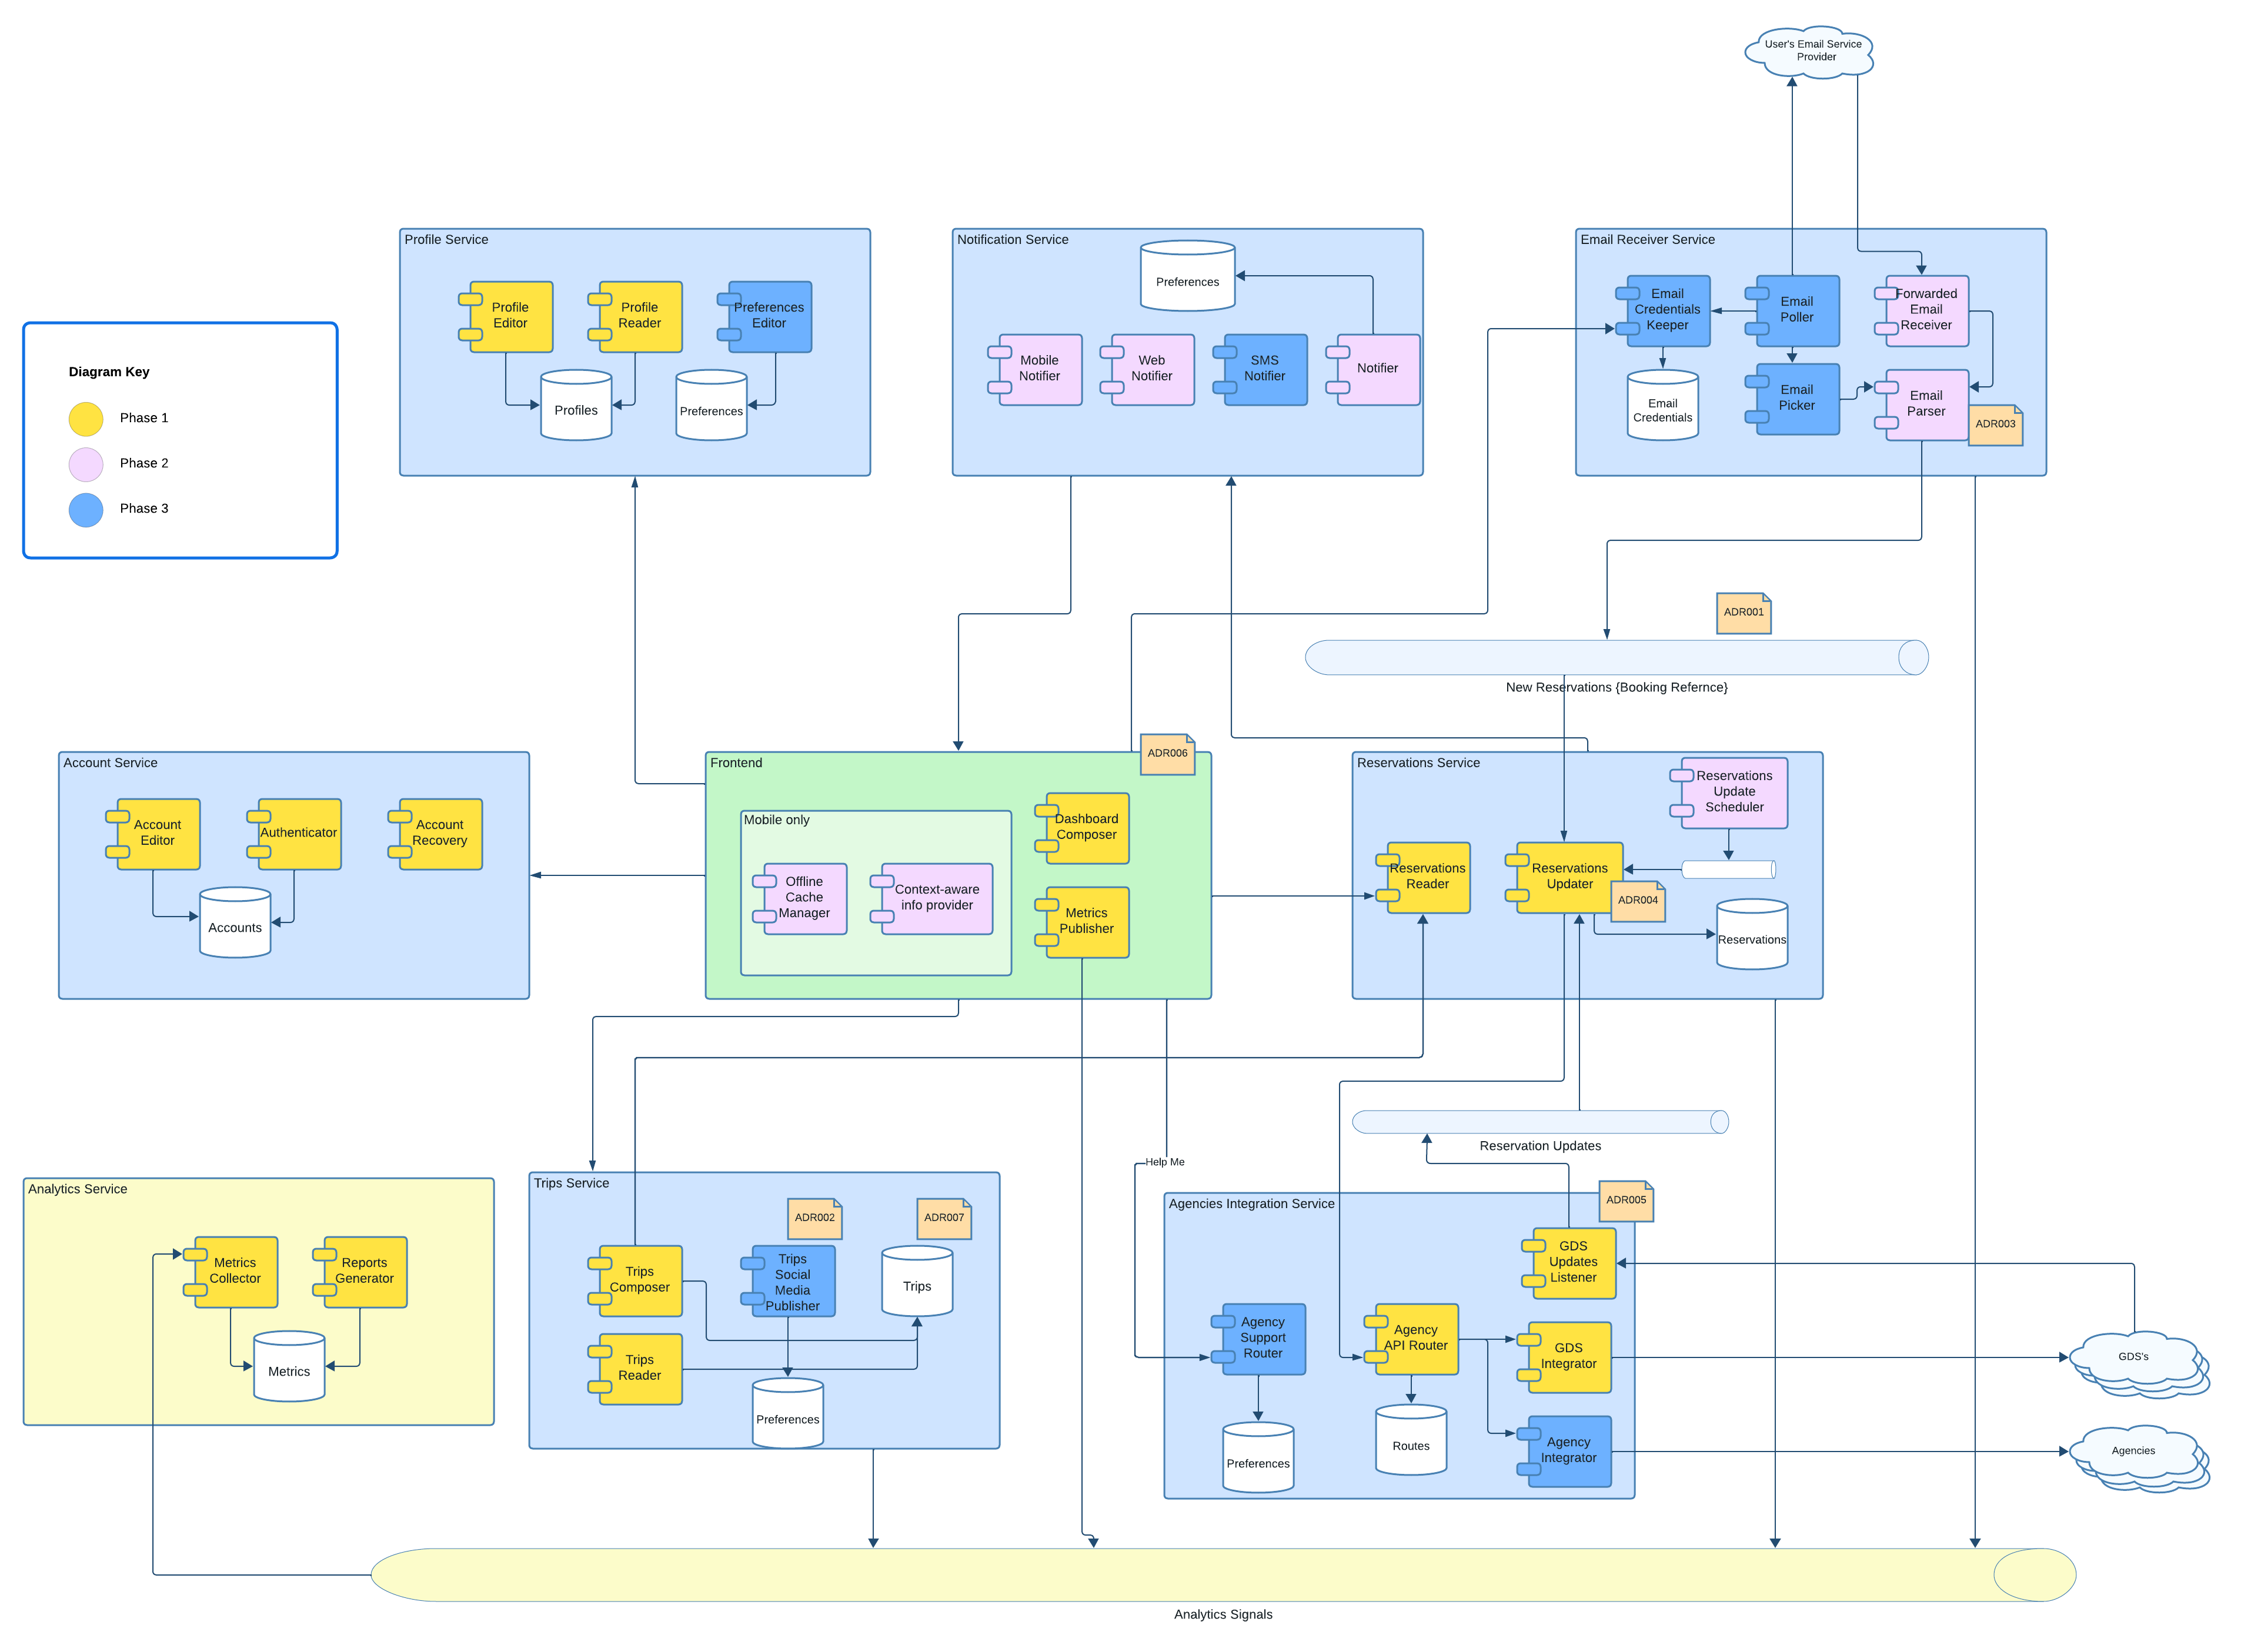 User's Email Service
Provider
Profile Service
Profile
Editor
Profile
Reader
Preferences
Editor
Profiles
Preferences
Notification Service
Preferences
Mobile
Notifier
Web
Notifier
SMS
Notifier
Notifier
Email Receiver Service
Email
Credentials
Keeper
Email
Poller
Forwarded
Email
Receiver
Email
Credentials
Email
Picker
Email
Parser
ADR003
Diagram Key
Phase 1
Phase 2
Phase 3
ADR001
New Reservations {Booking Refernce}
Account Service
Account
Editor
Authenticator
Account
Recovery
Accounts
Frontend
ADR006
Mobile only
Offline
Cache
Manager
Context-aware
info provider
Dashboard
Composer
Metrics
Publisher
Reservations Service
Reservations
Update
Scheduler
Reservations
Reader
Reservations
Updater
ADR004
Reservations
Reservation Updates
Help Me
Analytics Service
Metrics
Collector
Reports
Generator
Metrics
Trips Service
ADR002
ADR007
Trips
Composer
Trips
Social
Media
Publisher
Trips
Trips
Reader
Preferences
Agencies Integration Service
ADR005
GDS
Updates
Listener
Agency
Support
Router
Agency
API Router
GDS
Integrator
Preferences
Routes
Agency
Integrator
GDS's
Agencies
Analytics Signals